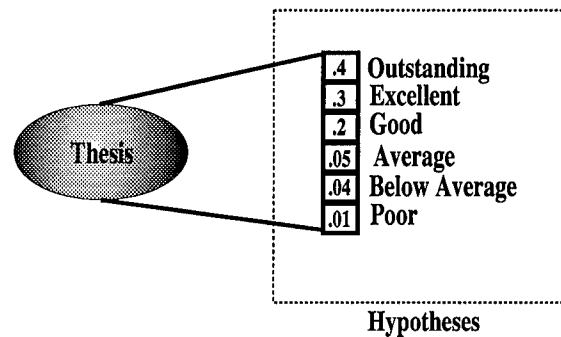 Thesis
.4 Outstanding
.3 Excellent
.2 Good
.05 Average
.04 Below Average
.01 Poor
Hypotheses